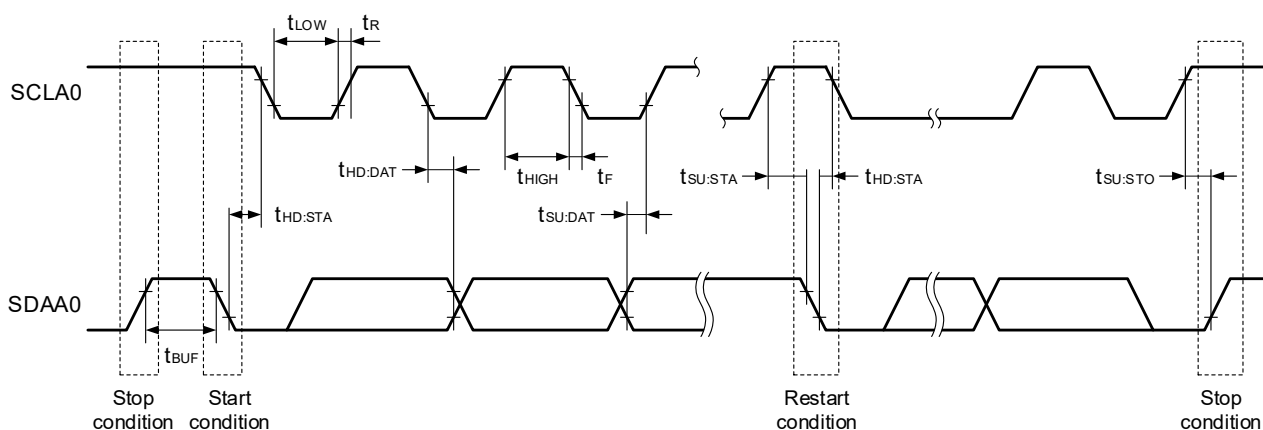 tLOW
tR
SCLA0
tHD:DAT
tHIGH
tF
tSU:STA
tHD:STA
tSU:STO
tHD:STA
tSU:DAT
SDAA0
tBUF
Stop
condition
Start
condition
Restart
condition
Stop
condition